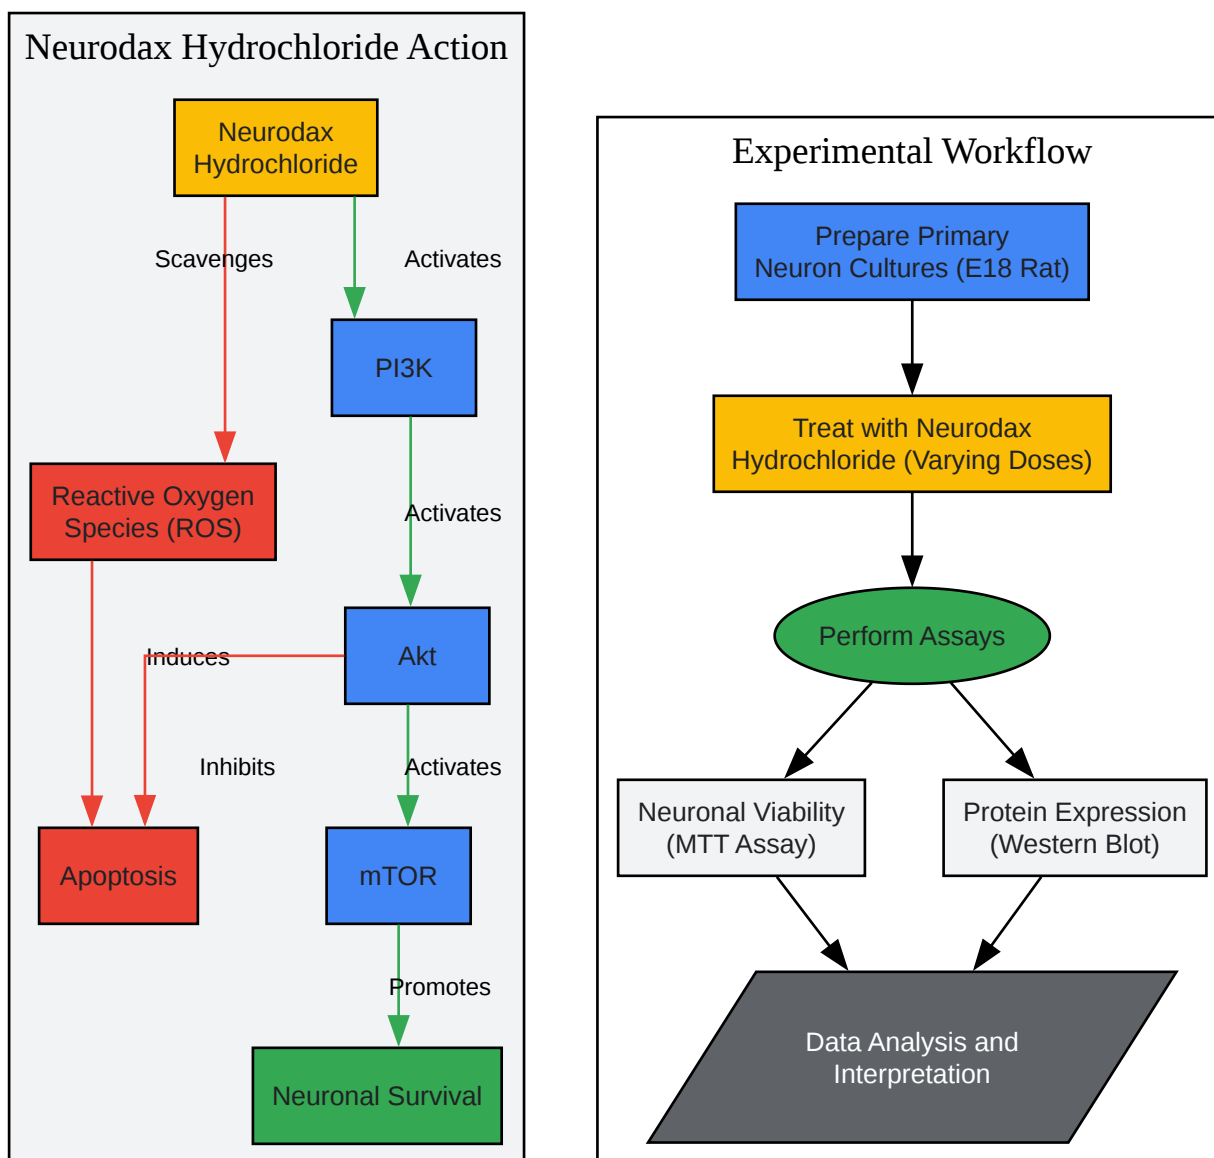 Neurodax Hydrochloride Action
Neurodax
Hydrochloride
Scavenges
Activates
PI3K
Reactive Oxygen
Species (ROS)
Activates
Induces
Akt
Inhibits
Activates
Apoptosis
mTOR
Promotes
Neuronal Survival
Experimental Workflow
Prepare Primary
Neuron Cultures (E18 Rat)
Treat with Neurodax
Hydrochloride (Varying Doses)
Perform Assays
Neuronal Viability
(MTT Assay)
Protein Expression
(Western Blot)
Data Analysis and
Interpretation